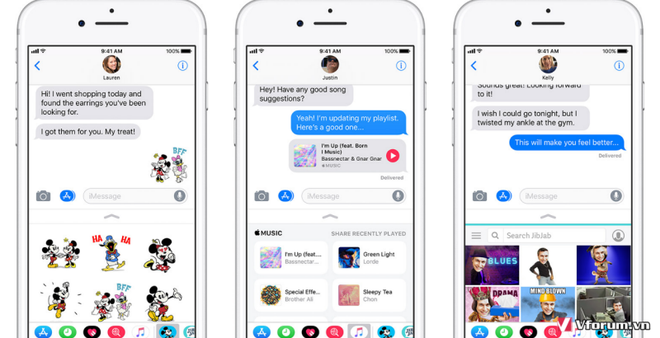 9:41 AM
100%
Lauren
Hi! I went shopping today and
found the earrings you've been
looking for.
I got them for you. My treat!
BFF
iMessage
HA
HA
HA
BFF
9:41 AM
100%
Justin
Hey! Have any good song
suggestions?
Yeah! I'm updating my playlist.
Here's a good one...
I'm Up (feat. Born
I Music)
Bassnectar & Gnar Gnar
MUSIC
Delivered
iMessage
MUSIC
SHARE RECENTLY PLAYED
I'm Up (feat....
Bassnectar...
Green Light
Lorde
Special Effe...
Brother Ali
Sleepy Tea
Chon
9:41 AM
100%
Kelly
Sounds great! Looking forward
to it!
I wish I could go tonight, but I
twisted my ankle at the gym.
This will make you feel better...
Delivered
iMessage
Search JibJab
BLUES
DRAMA
MIND BLOWN
Vforum.vn